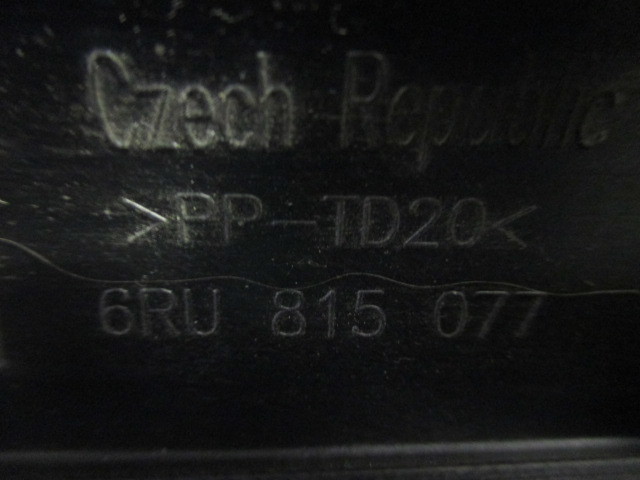 Czech Republic
>PP-TD20<
6RU 815 077